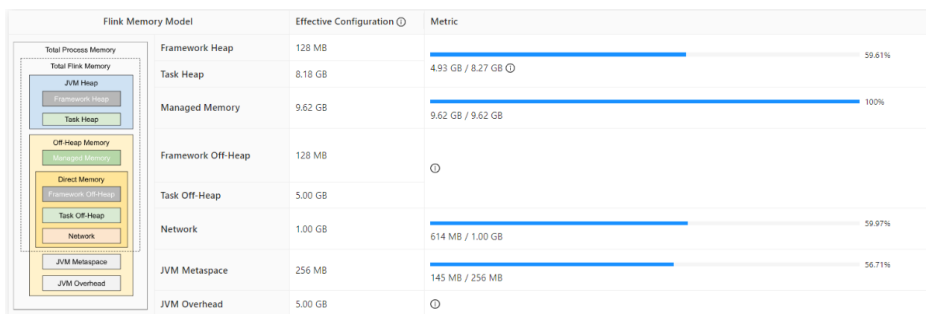 Flink Memory Model Effective Configuration Metric
Total Process Memory
Total Flink Memory
JVM Heap
Framework Heap
Task Heap
Off-Heap Memory
Managed Memory
Direct Memory
Framework Off-Heap
Task Off-Heap
Network
JVM Metaspace
JVM Overhead
Framework Heap 128 MB
59.61%
4.93 GB / 8.27 GB
Task Heap 8.18 GB
Managed Memory 9.62 GB
100%
9.62 GB / 9.62 GB
Framework Off-Heap 128 MB
Task Off-Heap 5.00 GB
Network 1.00 GB
59.97%
614 MB / 1.00 GB
JVM Metaspace 256 MB
56.71%
145 MB / 256 MB
JVM Overhead 5.00 GB